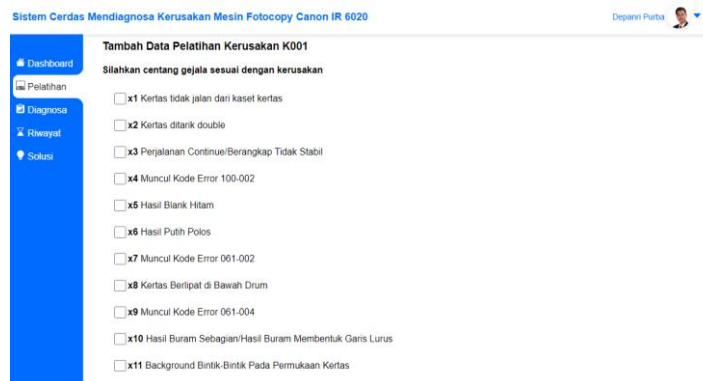 Sistem Cerdas Mendiagnosa Kerusakan Mesin Fotocopy Canon IR 6020
Depanri Purba
Dashboard
Pelatihan
Diagnosa
Riwayat
Solusi
Tambah Data Pelatihan Kerusakan K001
Silahkan centang gejala sesuai dengan kerusakan
x1 Kertas tidak jalan dari kaset kertas
x2 Kertas ditarik double
x3 Perjalanan Continue/Berangkap Tidak Stabil
x4 Muncul Kode Error 100-002
x5 Hasil Blank Hitam
x6 Hasil Putih Polos
x7 Muncul Kode Error 061-002
x8 Kertas Berlipat di Bawah Drum
x9 Muncul Kode Error 061-004
x10 Hasil Buram Sebagian/Hasil Buram Membentuk Garis Lurus
x11 Background Bintik-Bintik Pada Permukaan Kertas